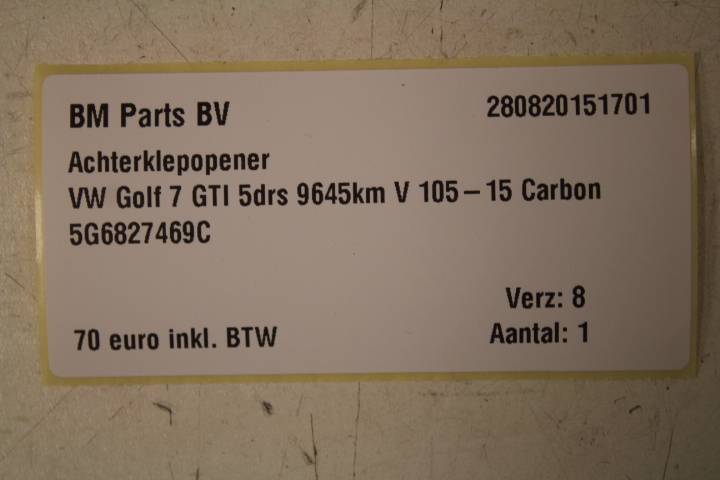 BM Parts BV 280820151701
Achterklepopener
VW Golf 7 GTI 5drs 9645km V 105-15 Carbon
5G6827469C
Verz: 8
70 euro inkl. BTW Aantal: 1